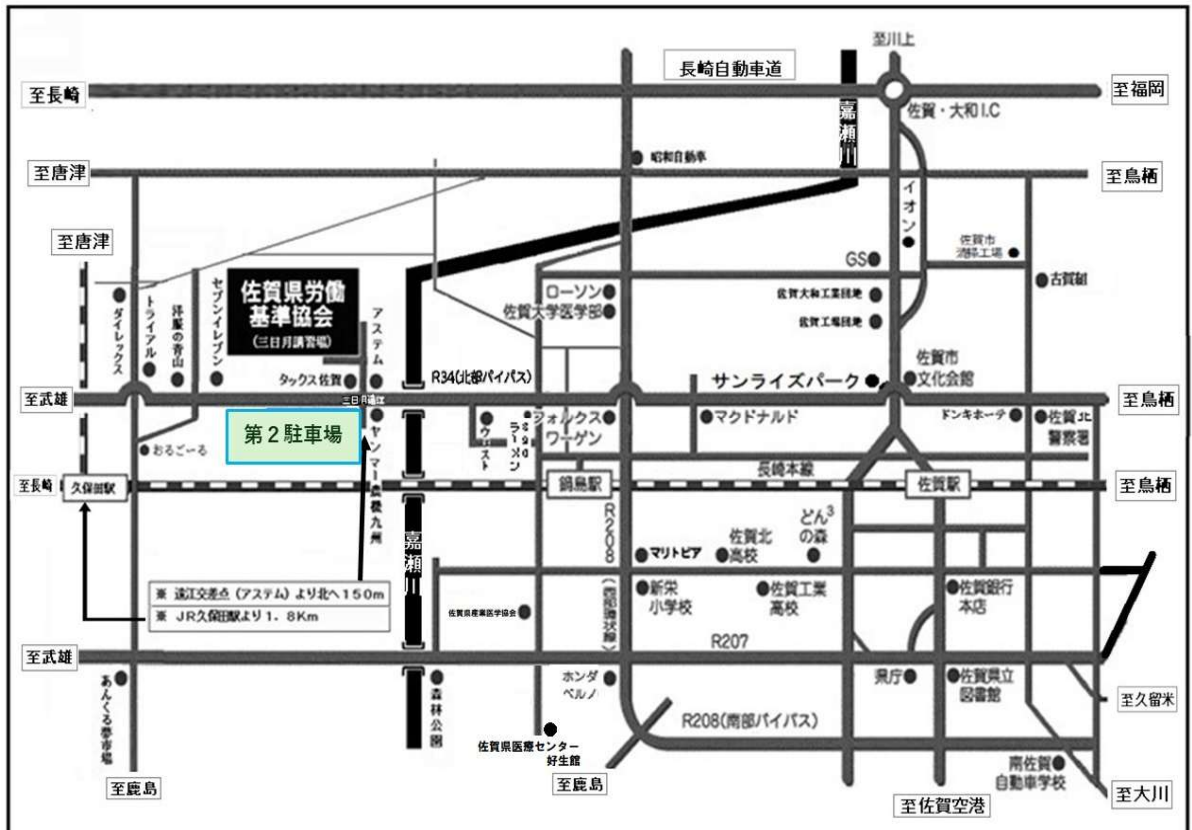 至川上
長崎自動車道
至長崎
至福岡
嘉瀬川
佐賀・大和I.C
昭和自動車
至唐津
至鳥栖
イオン
至唐津
佐賀市
清掃工場
GS
古賀組
佐賀県労働
基準協会
(三日月講習場)
ダイレックス
トライアル
洋服の青山
セブンイレブン
アステム
ローソン
佐賀大学医学部
佐賀大和工業団地
佐賀工場団地
タックス佐賀
R34(北部バイパス)
サンライズパーク
佐賀市
文化会館
至武雄
三日月遠江
至鳥栖
第2駐車場
おるごーる
ヤンマー農機九州
ウエスト
ラーメン
フォルクス
ワーゲン
マクドナルド
ドンキホーテ
佐賀北
警察署
長崎本線
至長崎
久保田駅
鍋島駅
佐賀駅
至鳥栖
嘉瀬川
R208
(西部環状線)
マリトピア
佐賀北
高校
どん3
の森
※ 遠江交差点(アステム)より北へ150m
※ JR久保田駅より1.8Km
佐賀県産業医学協会
新栄
小学校
佐賀工業
高校
佐賀銀行
本店
R207
至武雄
あんくる夢市場
森林公園
ホンダ
ベルノ
県庁
佐賀県立
図書館
至久留米
R208(南部バイパス)
佐賀県医療センター
好生館
至鹿島
至鹿島
南佐賀
自動車学校
至佐賀空港
至大川